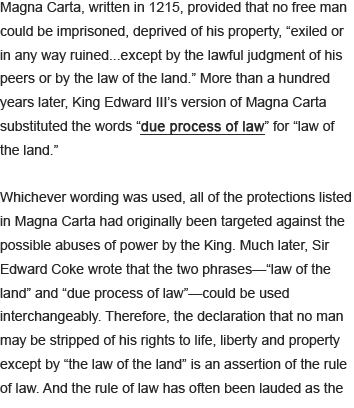 Magna Carta, written in 1215, provided that no free man
could be imprisoned, deprived of his property, “exiled or
in any way ruined...except by the lawful judgment of his
peers or by the law of the land.” More than a hundred
years later, King Edward III’s version of Magna Carta
substituted the words “due process of law” for “law of
the land.”
Whichever wording was used, all of the protections listed
in Magna Carta had originally been targeted against the
possible abuses of power by the King. Much later, Sir
Edward Coke wrote that the two phrases—“law of the
land” and “due process of law”—could be used
interchangeably. Therefore, the declaration that no man
may be stripped of his rights to life, liberty and property
except by “the law of the land” is an assertion of the rule
of law. And the rule of law has often been lauded as the